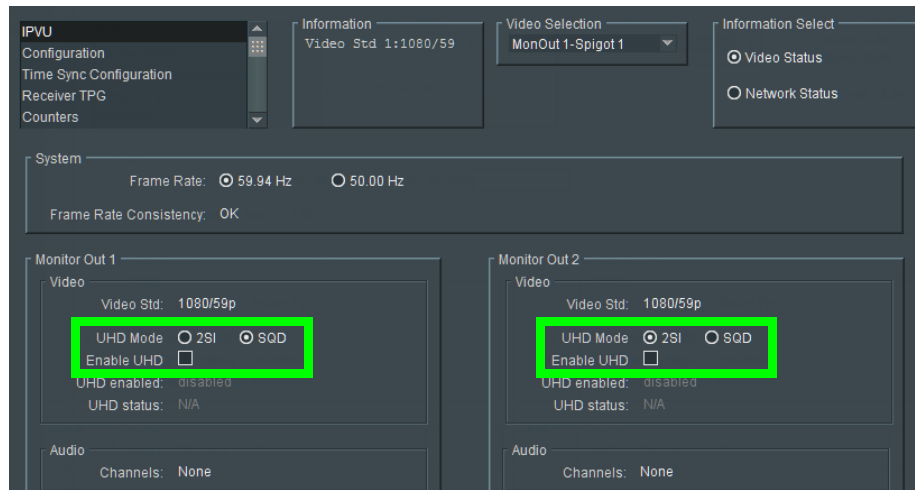 IPVU
Configuration
Time Sync Configuration
Receiver TPG
Counters
Information
Video Std 1:1080/59
Video Selection
MonOut 1-Spigot 1
Information Select
Video Status
Network Status
System
Frame Rate: 59.94 Hz 50.00 Hz
Frame Rate Consistency: OK
Monitor Out 1
Video
Video Std: 1080/59p
UHD Mode 2SI SQD
Enable UHD
UHD enabled: disabled
UHD status: N/A
Audio
Channels: None
Monitor Out 2
Video
Video Std: 1080/59p
UHD Mode 2SI SQD
Enable UHD
UHD enabled: disabled
UHD status: N/A
Audio
Channels: None